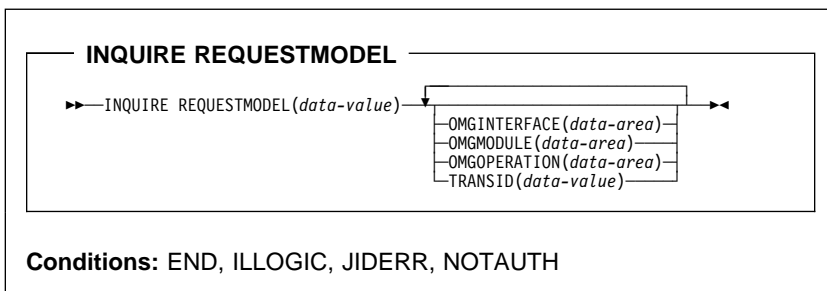 INQUIRE REQUESTMODEL
INQUIRE REQUESTMODEL(data-value)
OMGINTERFACE(data-area)
OMGMODULE(data-area)
OMGOPERATION(data-area)
TRANSID(data-value)
Conditions: END, ILLOGIC, JIDERR, NOTAUTH